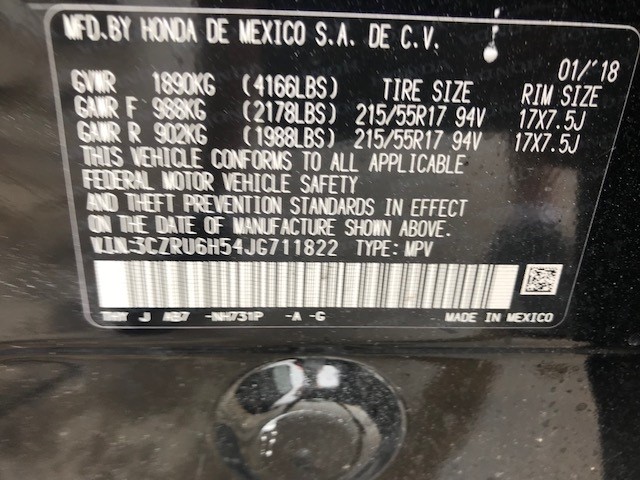 MFD.BY HONDA DE MEXICO S.A. DE C.V.
01/'18
GVWR 1890KG (4166LBS) TIRE SIZE RIM SIZE
GAWR F 988KG (2178LBS) 215/55R17 94V 17X7.5J
GAWR R 902KG (1988LBS) 215/55R17 94V 17X7.5J
THIS VEHICLE CONFORMS TO ALL APPLICABLE
FEDERAL MOTOR VEHICLE SAFETY
AND THEFT PREVENTION STANDARDS IN EFFECT
ON THE DATE OF MANUFACTURE SHOWN ABOVE.
V.I.N:3CZRU6H54JG711822 TYPE: MPV
J AB7 -NH731P -A -G MADE IN MEXICO